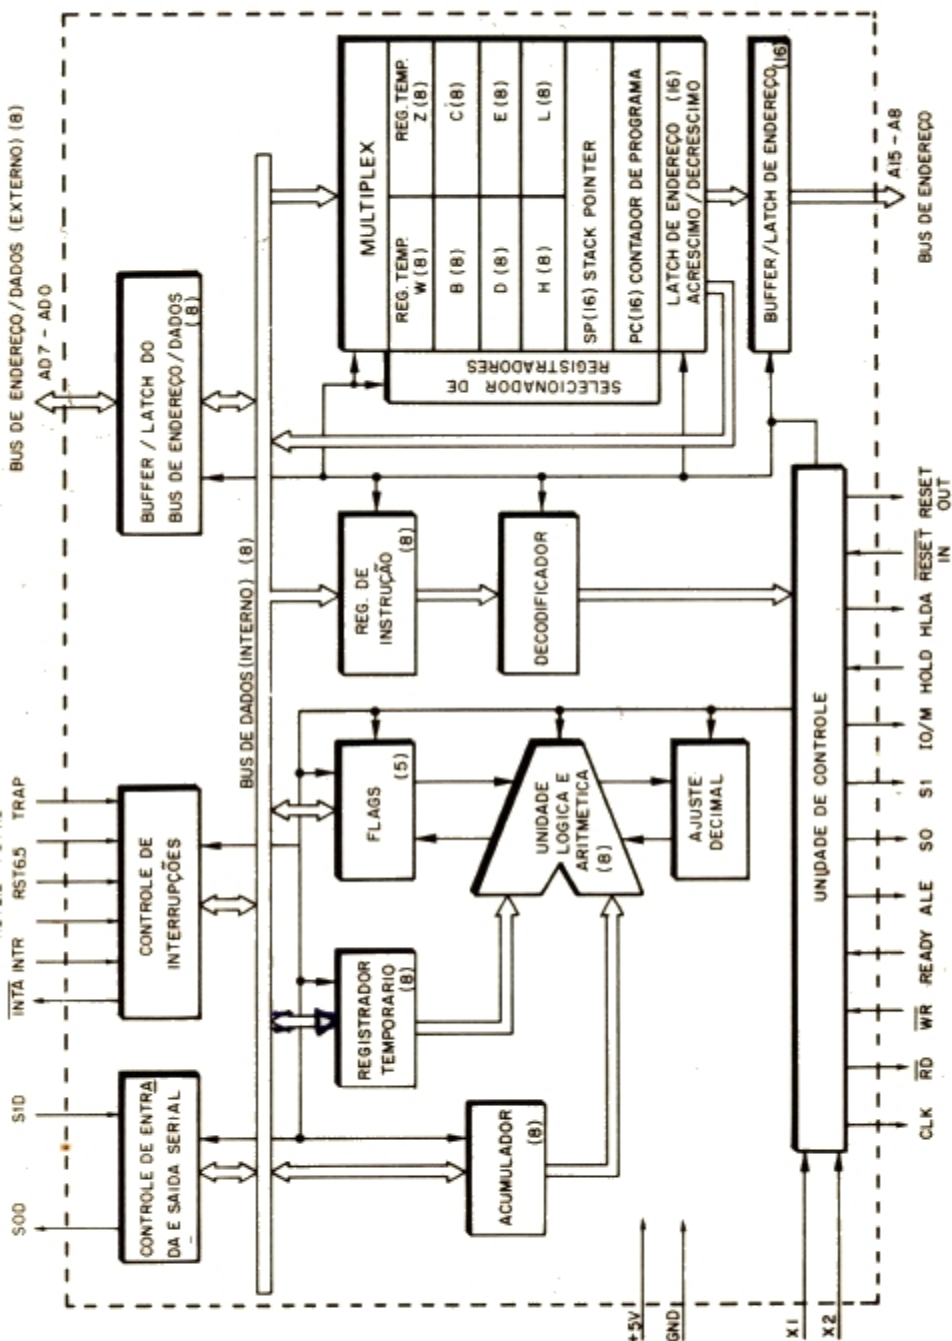 SOD
SID
INTA
INTR
RST6.5
TRAP
BUS DE ENDEREÇO/DADOS (EXTERNO) (8)
AD7 - AD0
CONTROLE DE ENTRA
DA E SAIDA SERIAL
CONTROLE DE
INTERRUPÇÕES
BUFFER / LATCH DO
BUS DE ENDEREÇO/DADOS
(8)
BUS DE DADOS (INTERNO) (8)
ACUMULADOR
(8)
REGISTRADOR
TEMPORARIO
(8)
FLAGS
(5)
UNIDADE
LOGICA E
ARITMETICA
(8)
AJUSTE
DECIMAL
REG. DE
INSTRUÇÃO
(8)
DECODIFICADOR
SELECIONADOR DE
REGISTRADORES
MULTIPLEX
REG. TEMP.
W (8)
REG. TEMP.
Z (8)
B (8)
C (8)
D (8)
E (8)
H (8)
L (8)
SP(16) STACK POINTER
PC(16) CONTADOR DE PROGRAMA
LATCH DE ENDEREÇO (16)
ACRESCIMO/DECRESCIMO
BUFFER/LATCH DE ENDEREÇO
(16)
A15 - A8
BUS DE ENDEREÇO
+5V
GND
X1
X2
UNIDADE DE CONTROLE
CLK
RD
WR
READY
ALE
S0
S1
IO/M
HOLD
HLDA
RESET
IN
RESET
OUT